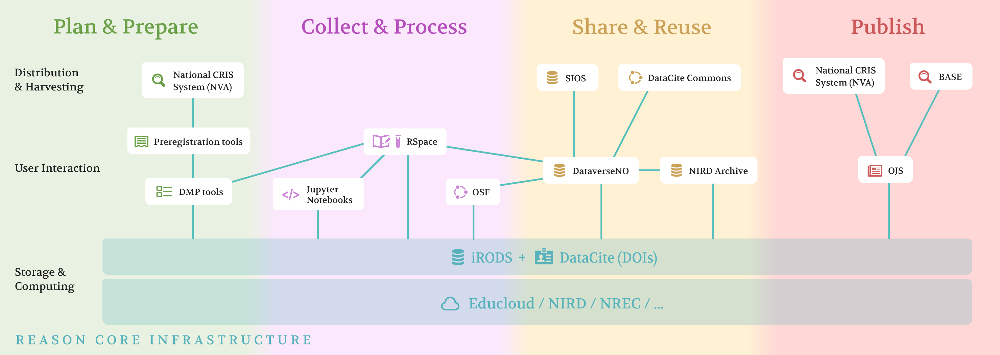 Plan & Prepare
Collect & Process
Share & Reuse
Publish
Distribution
& Harvesting
National CRIS
System (NVA)
SIOS
DataCite Commons
National CRIS
System (NVA)
BASE
Preregistration tools
RSpace
User Interaction
DataverseNO
NIRD Archive
OJS
DMP tools
</>
Jupyter
Notebooks
OSF
Storage &
Computing
iRODS + DataCite (DOIs)
Educloud / NIRD / NREC / ...
REASON CORE INFRASTRUCTURE